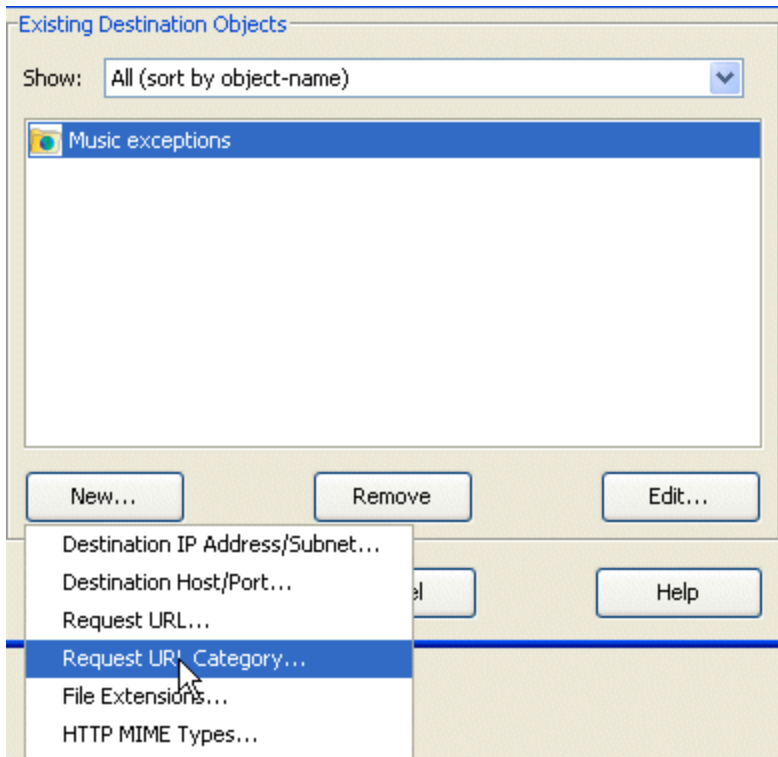 Existing Destination Objects
Show: All (sort by object-name)
Music exceptions
New... Remove Edit...
Destination IP Address/Subnet...
Destination Host/Port...
Help
Request URL...
Request URL Category...
File Extensions...
HTTP MIME Types...